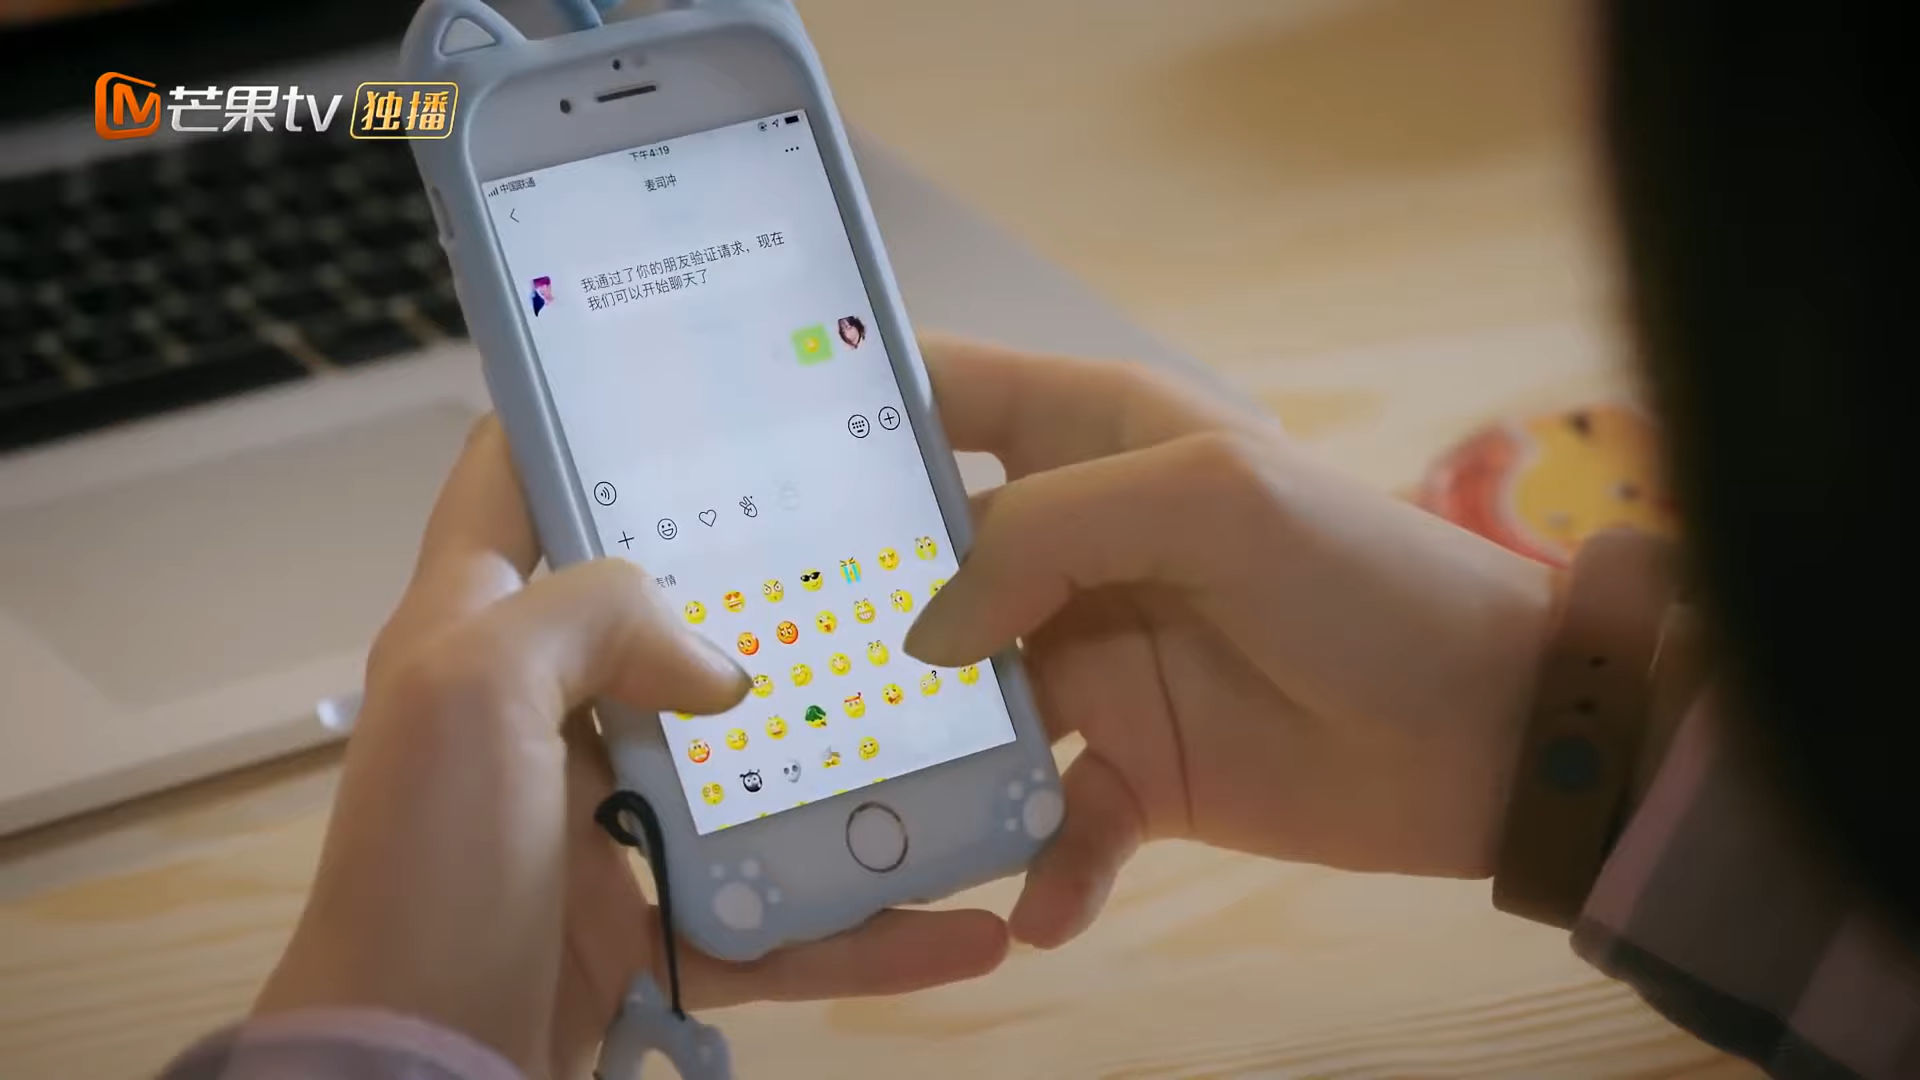 芒果tv 独播
中国联通
下午4:19
麦司冲
我通过了你的朋友验证请求，现在
我们可以开始聊天了
表情